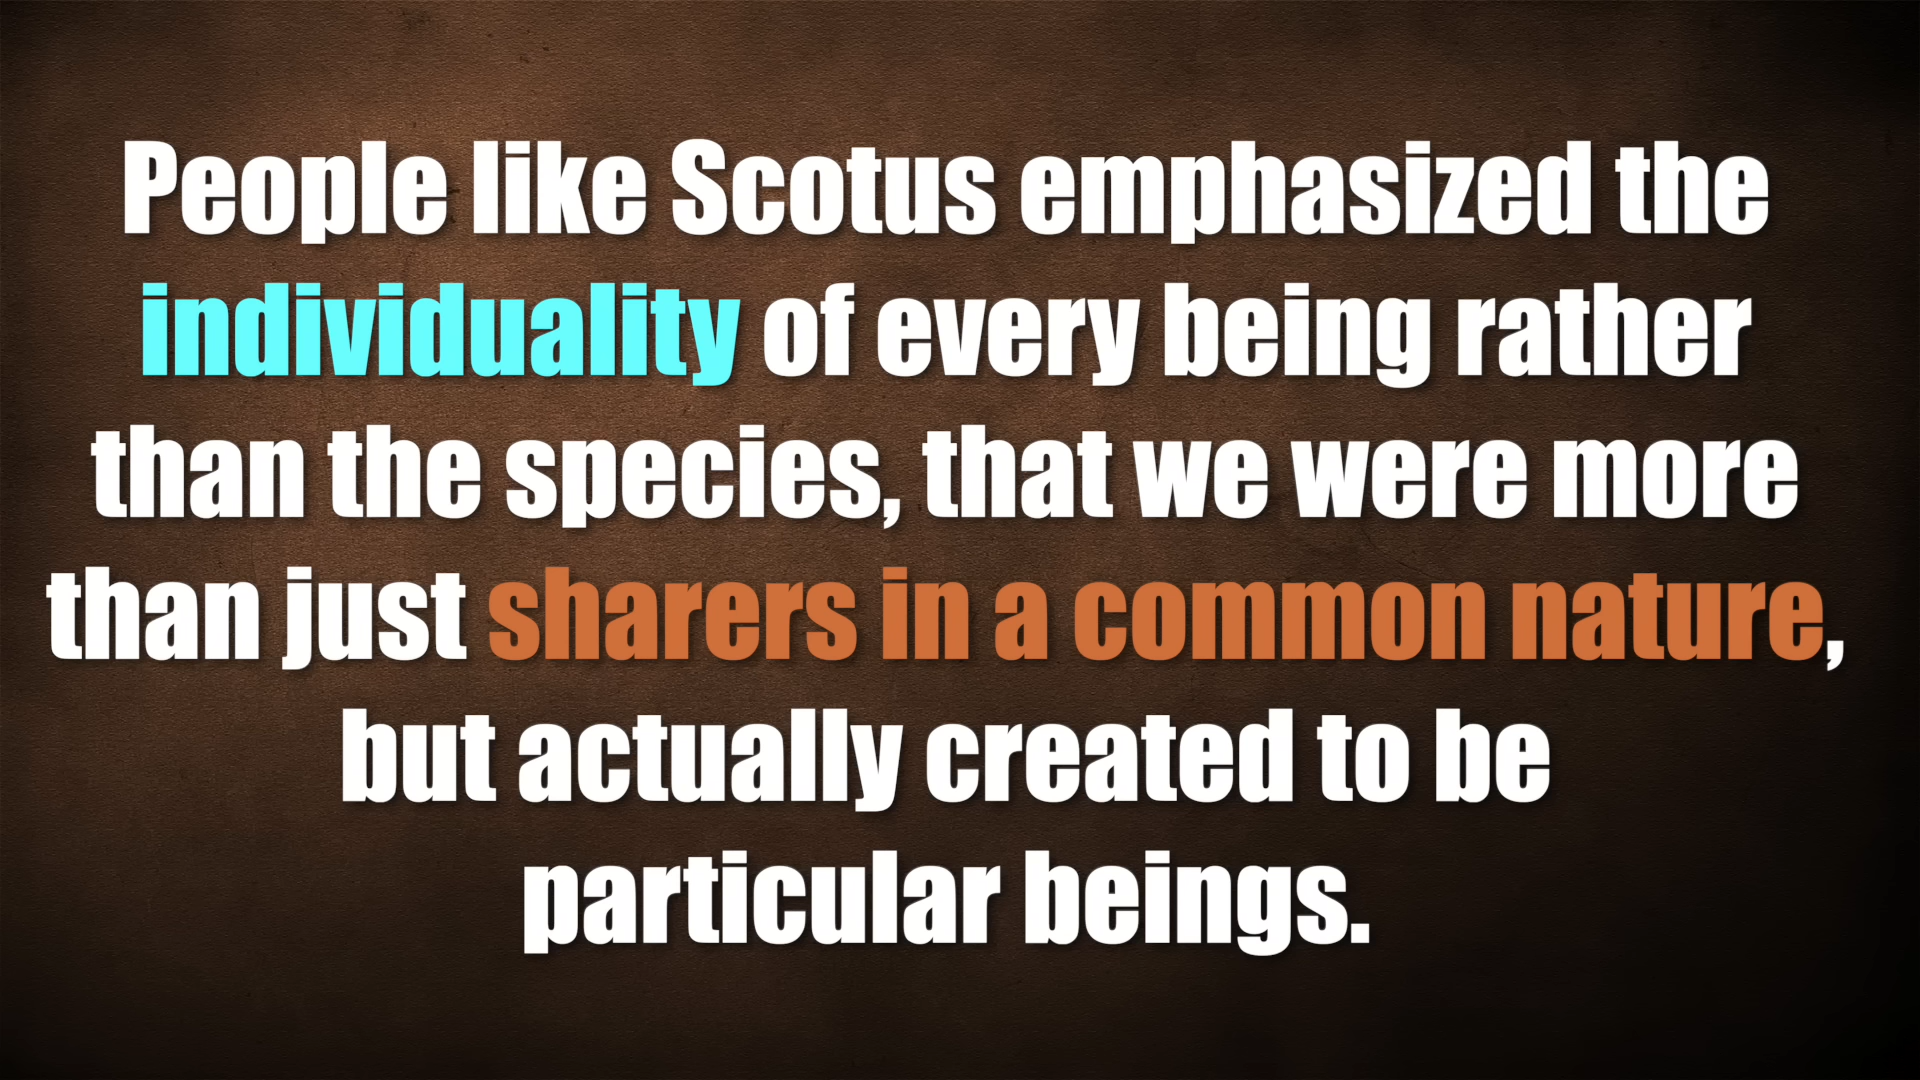 People like Scotus emphasized the
individuality of every being rather
than the species, that we were more
than just sharers in a common nature,
but actually created to be
particular beings.